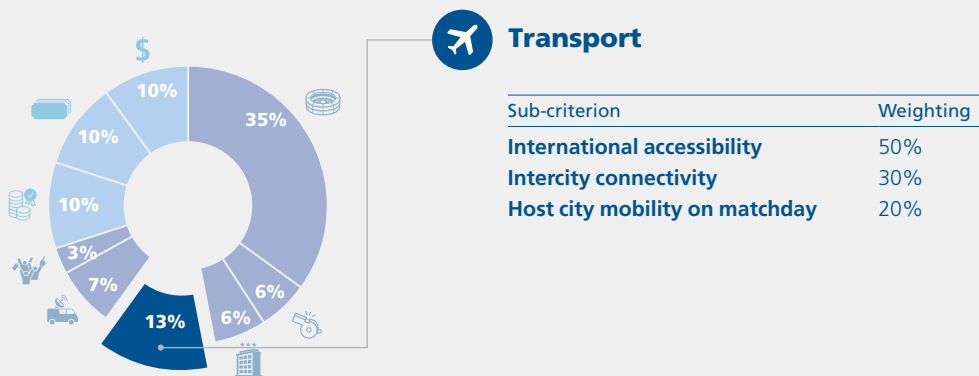 Transport
$
10%
35%
10%
10%
3%
7%
13%
6%
6%
Sub-criterion Weighting
International accessibility 50%
Intercity connectivity 30%
Host city mobility on matchday 20%